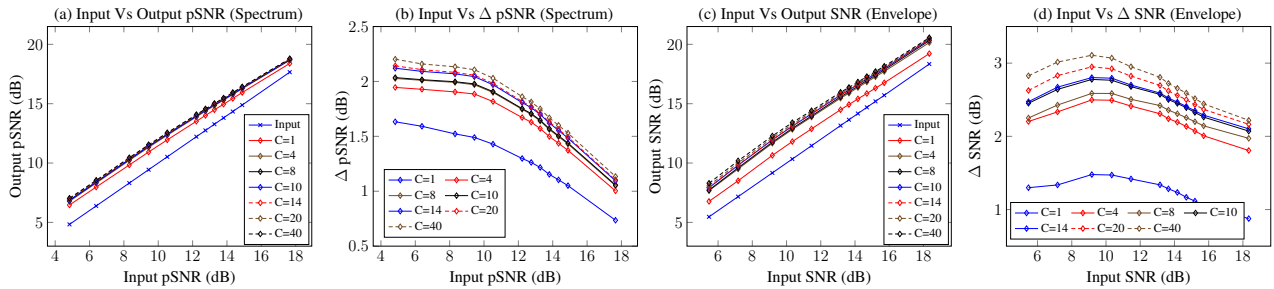 (a) Input Vs Output pSNR (Spectrum)
Output pSNR (dB)
20
15
10
5
4 6 8 10 12 14 16 18
Input pSNR (dB)
Input
C=1
C=4
C=8
C=10
C=14
C=20
C=40
(b) Input Vs Δ pSNR (Spectrum)
Δ pSNR (dB)
2.5
2
1.5
1
0.5
4 6 8 10 12 14 16 18
Input pSNR (dB)
C=1 C=4
C=8 C=10
C=14 C=20
C=40
(c) Input Vs Output SNR (Envelope)
Output SNR (dB)
20
15
10
5
6 8 10 12 14 16 18
Input SNR (dB)
Input
C=1
C=4
C=8
C=10
C=14
C=20
C=40
(d) Input Vs Δ SNR (Envelope)
Δ SNR (dB)
3
2
1
6 8 10 12 14 16 18
Input SNR (dB)
C=1 C=4 C=8 C=10
C=14 C=20 C=40